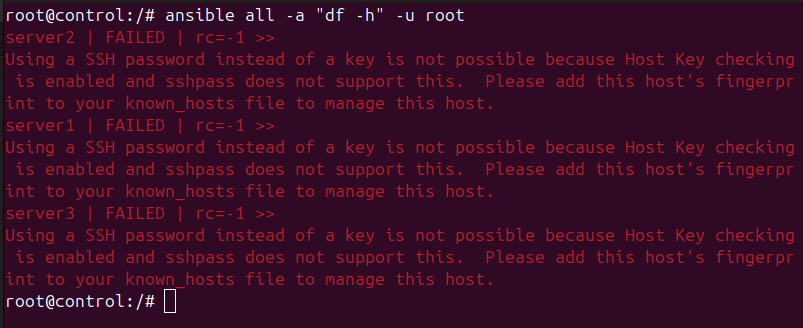 root@control:/# ansible all -a "df -h" -u root
server2 | FAILED | rc=-1 >>
Using a SSH password instead of a key is not possible because Host Key checking
 is enabled and sshpass does not support this.  Please add this host's fingerpr
int to your known_hosts file to manage this host.
server1 | FAILED | rc=-1 >>
Using a SSH password instead of a key is not possible because Host Key checking
 is enabled and sshpass does not support this.  Please add this host's fingerpr
int to your known_hosts file to manage this host.
server3 | FAILED | rc=-1 >>
Using a SSH password instead of a key is not possible because Host Key checking
 is enabled and sshpass does not support this.  Please add this host's fingerpr
int to your known_hosts file to manage this host.
root@control:/#